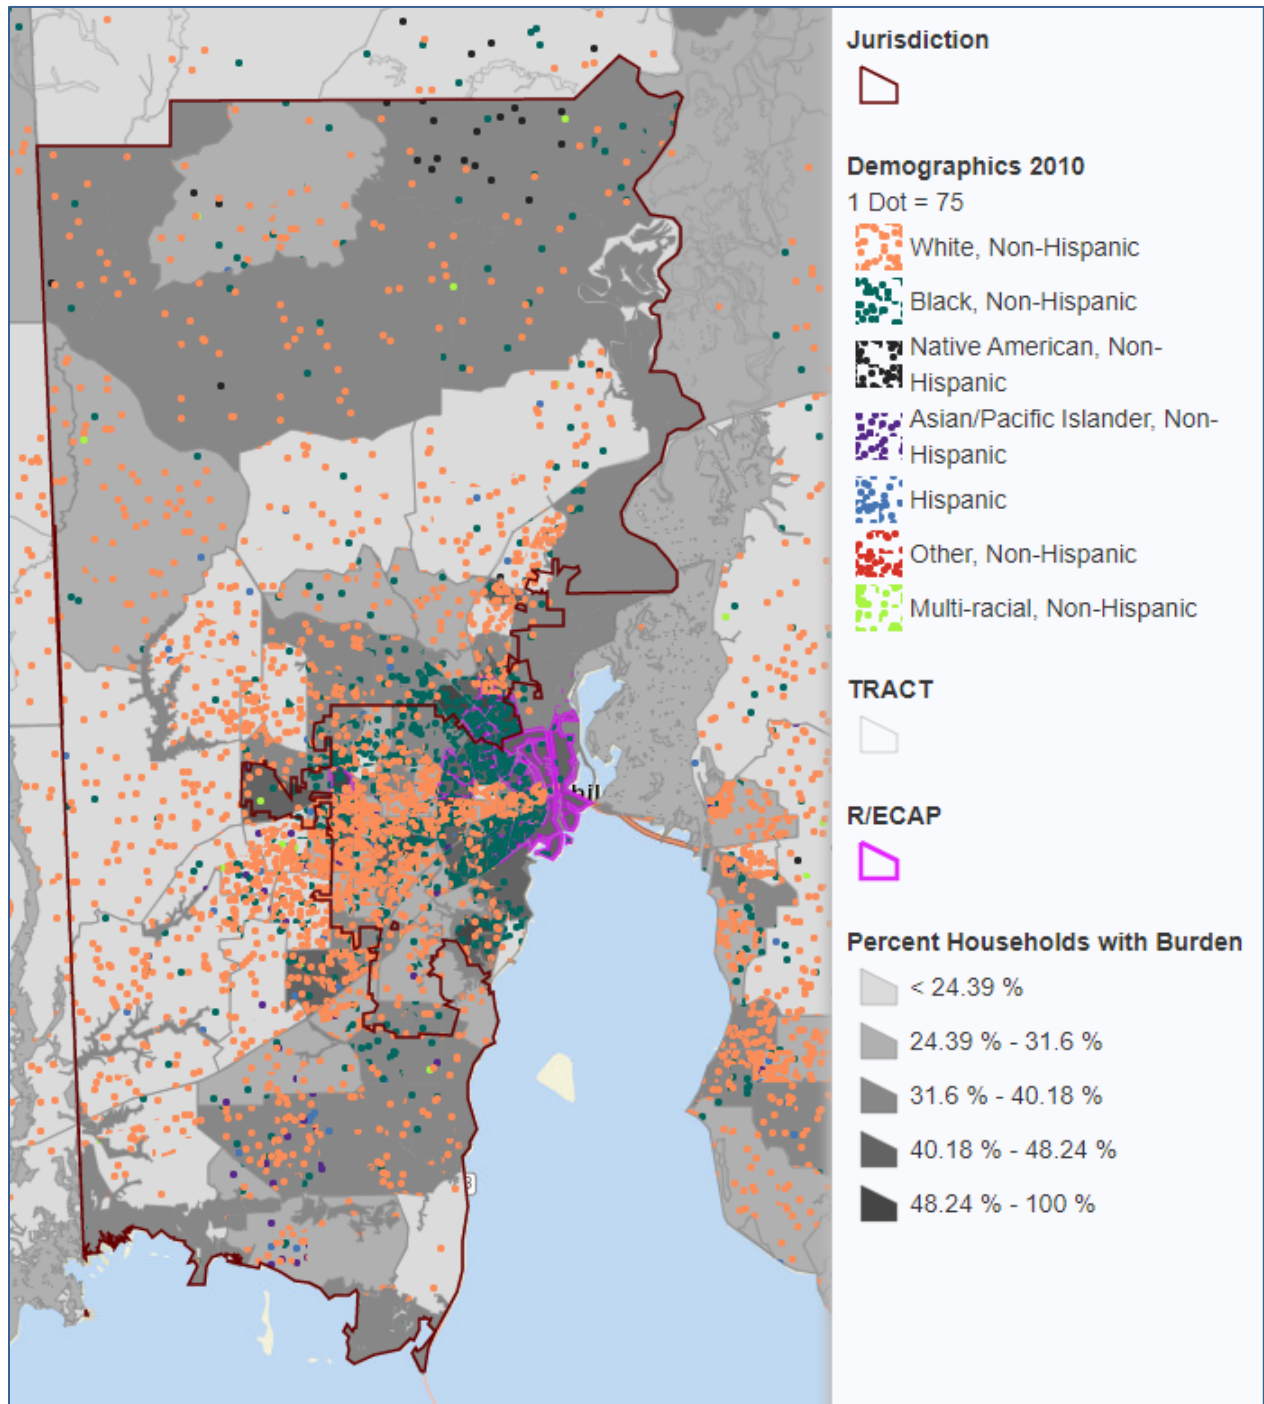 Jurisdiction
Demographics 2010
1 Dot = 75
White, Non-Hispanic
Black, Non-Hispanic
Native American, Non-
Hispanic
Asian/Pacific Islander, Non-
Hispanic
Hispanic
Other, Non-Hispanic
Multi-racial, Non-Hispanic
TRACT
R/ECAP
Percent Households with Burden
< 24.39 %
24.39 % - 31.6 %
31.6 % - 40.18 %
40.18 % - 48.24 %
48.24 % - 100 %